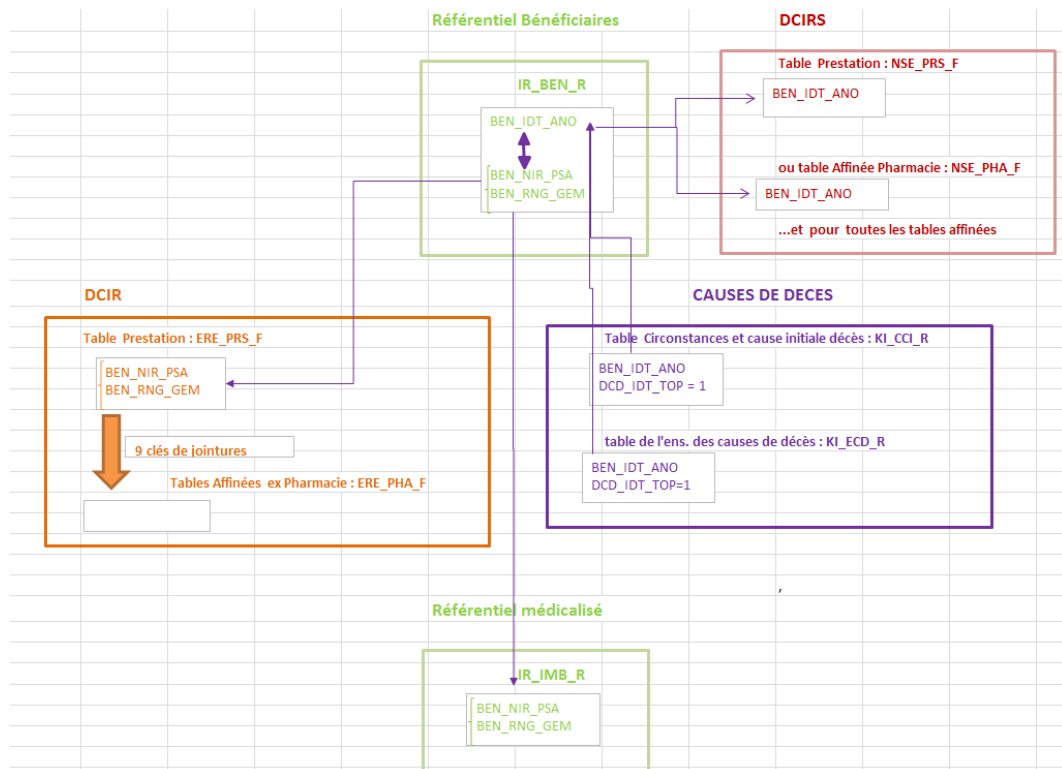 Référentiel Bénéficiaires
DCIRS
IR_BEN_R
BEN_IDT_ANO
BEN_NIR_PSA
BEN_RNG_GEM
Table Prestation : NSE_PRS_F
BEN_IDT_ANO
ou table Affinée Pharmacie : NSE_PHA_F
BEN_IDT_ANO
...et pour toutes les tables affinées
DCIR
Table Prestation : ERE_PRS_F
BEN_NIR_PSA
BEN_RNG_GEM
9 clés de jointures
Tables Affinées ex Pharmacie : ERE_PHA_F
CAUSES DE DECES
Table Circonstances et cause initiale décès : KI_CCI_R
BEN_IDT_ANO
DCD_IDT_TOP = 1
table de l'ens. des causes de décès : KI_ECD_R
BEN_IDT_ANO
DCD_IDT_TOP=1
,
Référentiel médicalisé
IR_IMB_R
BEN_NIR_PSA
BEN_RNG_GEM